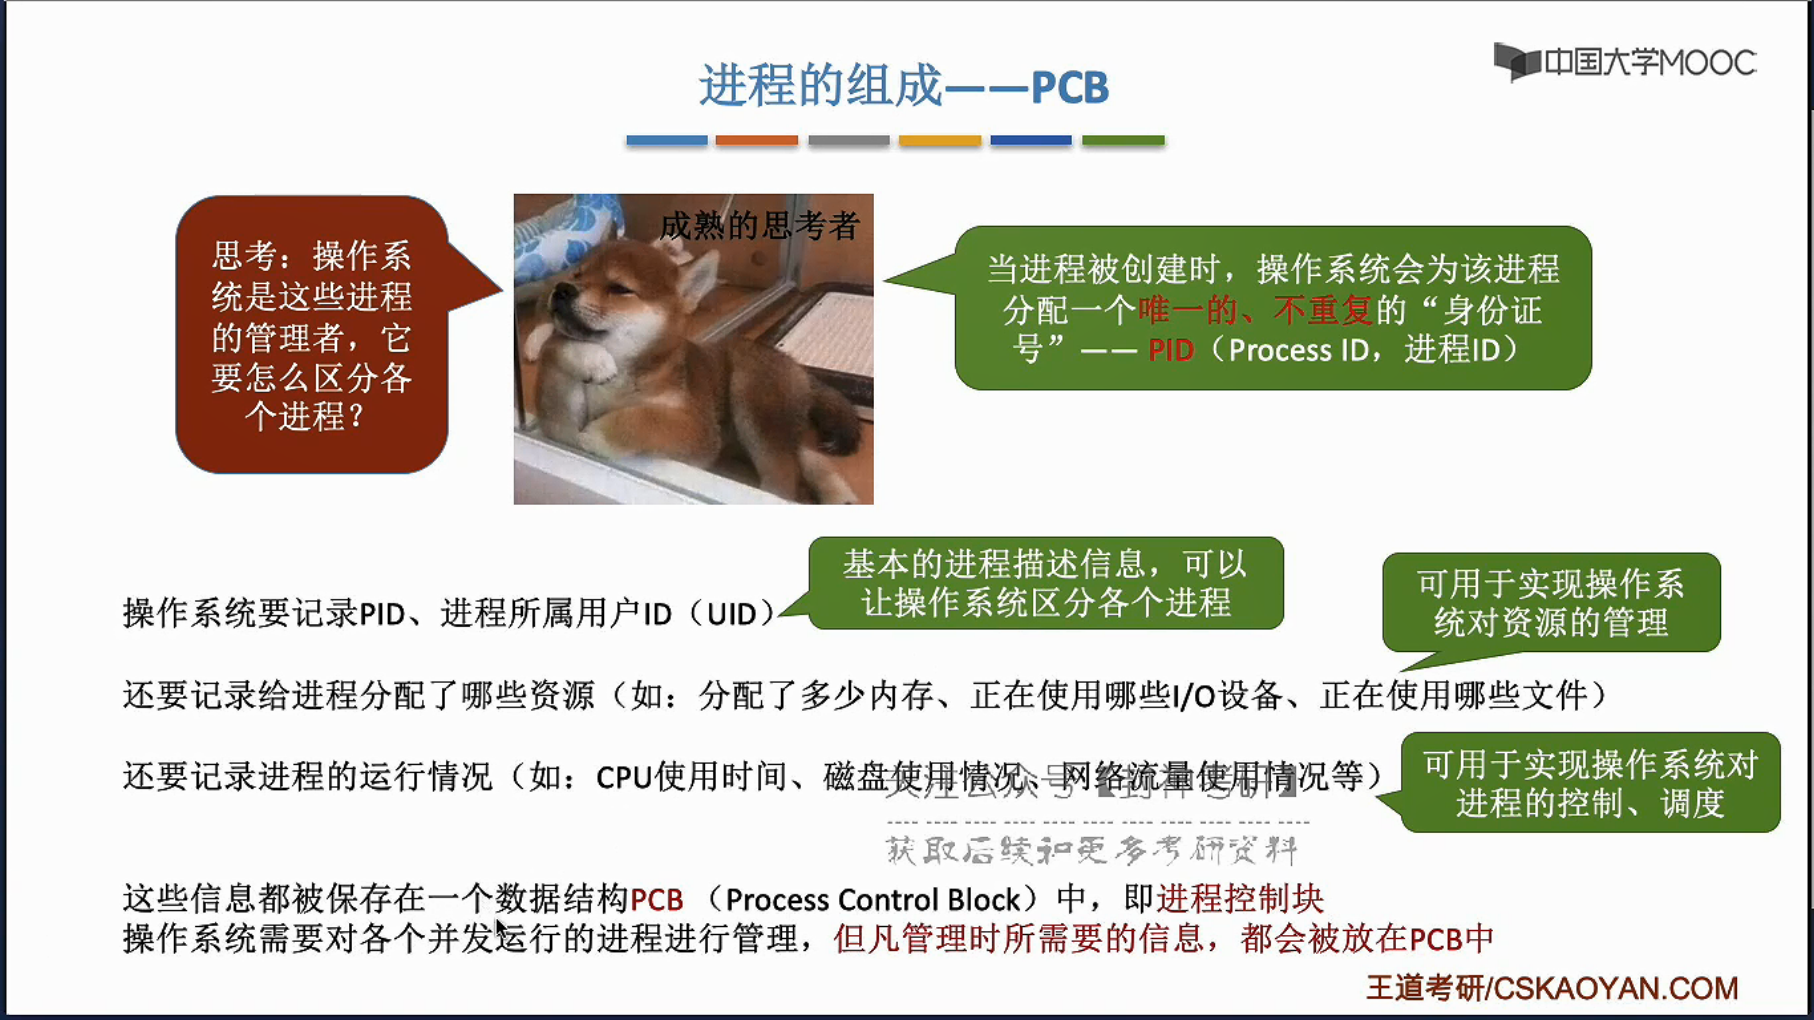 中国大学MOOC
进程的组成——PCB
思考：操作系
统是这些进程
的管理者，它
要怎么区分各
个进程？
成熟的思考者
当进程被创建时，操作系统会为该进程
分配一个唯一的、不重复的“身份证
号”—— PID（Process ID，进程ID）
基本的进程描述信息，可以
让操作系统区分各个进程
操作系统要记录PID、进程所属用户ID（UID）
可用于实现操作系
统对资源的管理
还要记录给进程分配了哪些资源（如：分配了多少内存、正在使用哪些I/O设备、正在使用哪些文件）
还要记录进程的运行情况（如：CPU使用时间、磁盘使用情况、网络流量使用情况等）
可用于实现操作系统对
进程的控制、调度
关注公众号【封神考研】
获取后续和更多考研资料
这些信息都被保存在一个数据结构PCB （Process Control Block）中，即进程控制块
操作系统需要对各个并发运行的进程进行管理，但凡管理时所需要的信息，都会被放在PCB中
王道考研/CSKAOYAN.COM